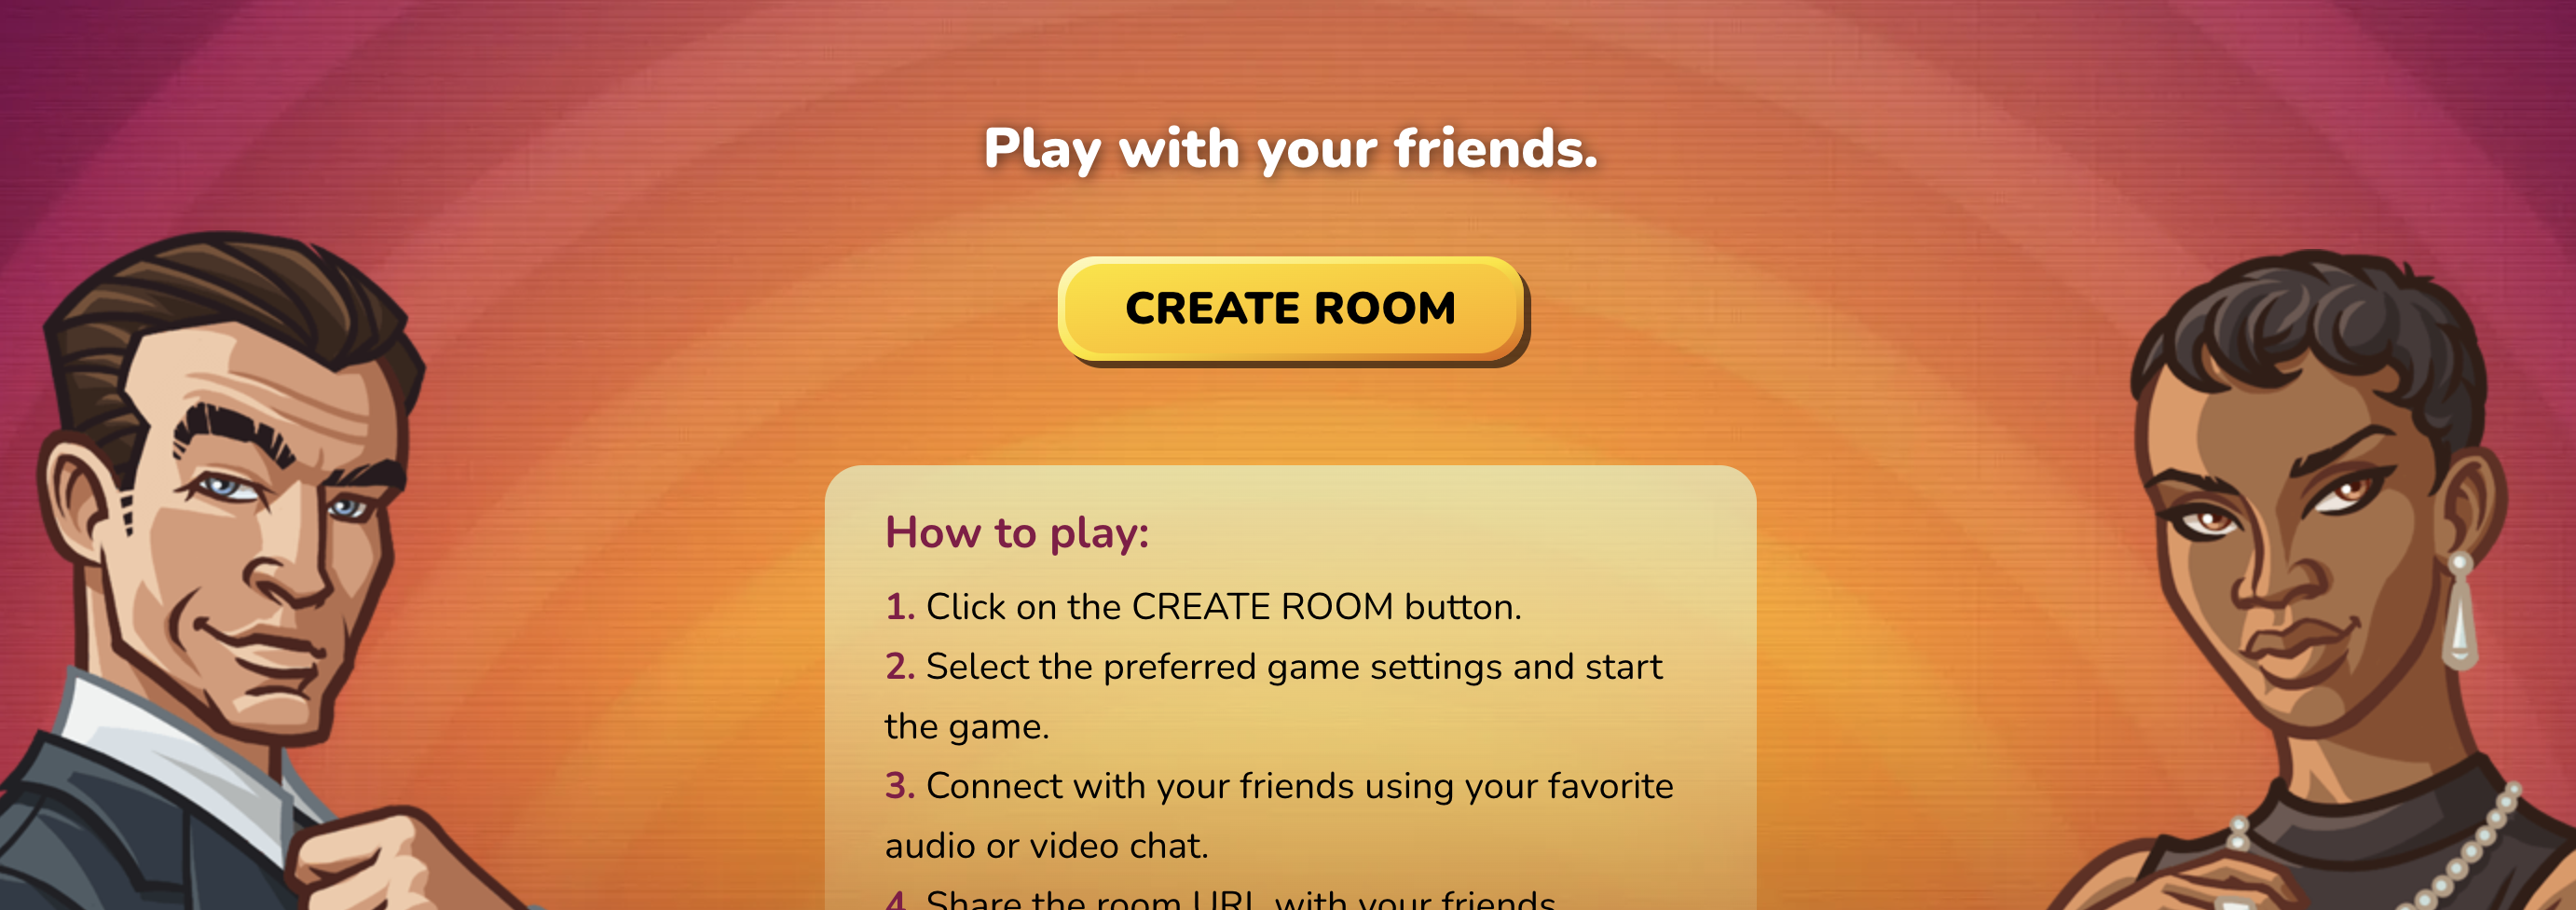 Play with your friends.
CREATE ROOM
How to play:
1. Click on the CREATE ROOM button.
2. Select the preferred game settings and start
the game.
3. Connect with your friends using your favorite
audio or video chat.
4. Share the room URL with your friends.